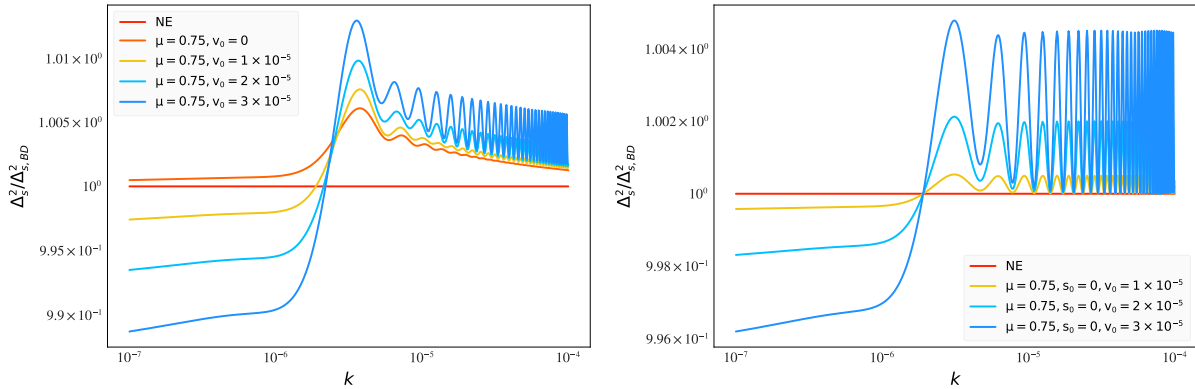 NE
μ = 0.75, v₀ = 0
μ = 0.75, v₀ = 1 × 10⁻⁵
μ = 0.75, v₀ = 2 × 10⁻⁵
μ = 0.75, v₀ = 3 × 10⁻⁵
1.01 × 10⁰
1.005 × 10⁰
10⁰
9.95 × 10⁻¹
9.9 × 10⁻¹
Δ²ₛ/Δ²ₛ,BD
10⁻⁷ 10⁻⁶ 10⁻⁵ 10⁻⁴
k
1.004 × 10⁰
1.002 × 10⁰
10⁰
9.98 × 10⁻¹
9.96 × 10⁻¹
Δ²ₛ/Δ²ₛ,BD
NE
μ = 0.75, s₀ = 0, v₀ = 1 × 10⁻⁵
μ = 0.75, s₀ = 0, v₀ = 2 × 10⁻⁵
μ = 0.75, s₀ = 0, v₀ = 3 × 10⁻⁵
10⁻⁷ 10⁻⁶ 10⁻⁵ 10⁻⁴
k